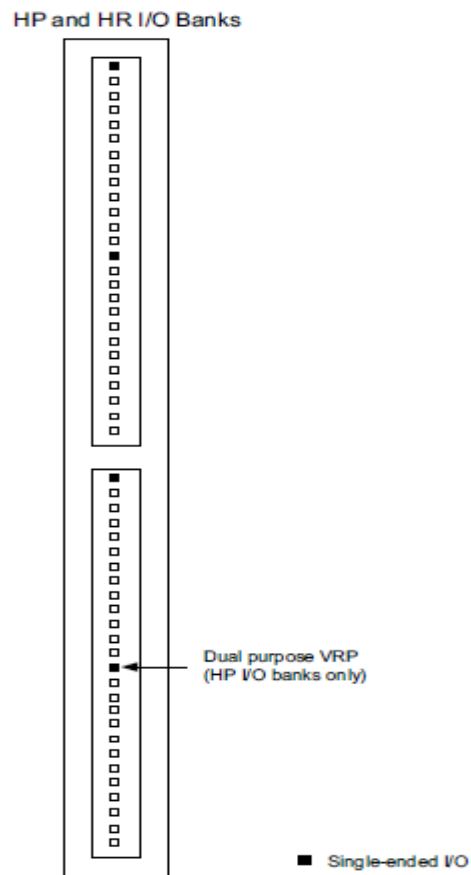 HP and HR I/O Banks
Dual purpose VRP
(HP I/O banks only)
Single-ended I/O